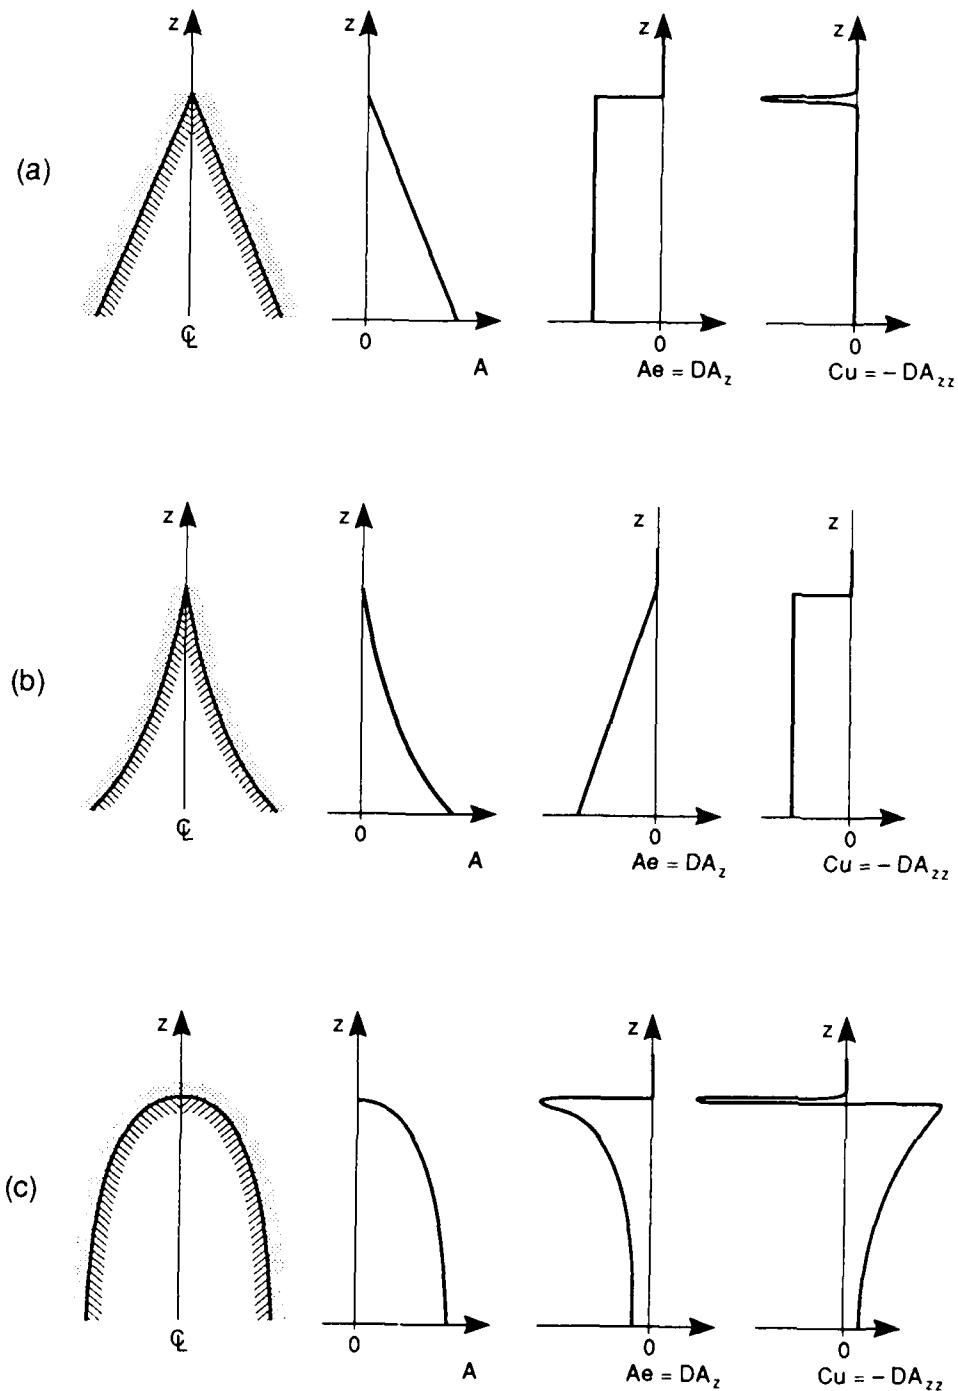 z z z z
(a)
℄ 0 0 0
A Ae = DA_z Cu = − DA_zz
z z z z
(b)
℄ 0 0 0
A Ae = DA_z Cu = − DA_zz
z z z z
(c)
℄ 0 0 0
A Ae = DA_z Cu = − DA_zz